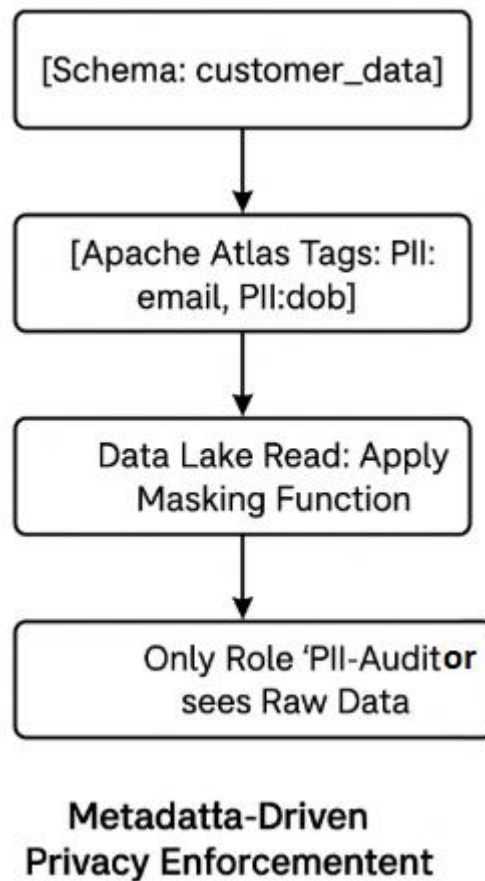 [Schema: customer_data]
[Apache Atlas Tags: PII:
email, PII:dob]
Data Lake Read: Apply
Masking Function
Only Role ‘PII-Auditor
sees Raw Data
Metadatta-Driven
Privacy Enforcementent